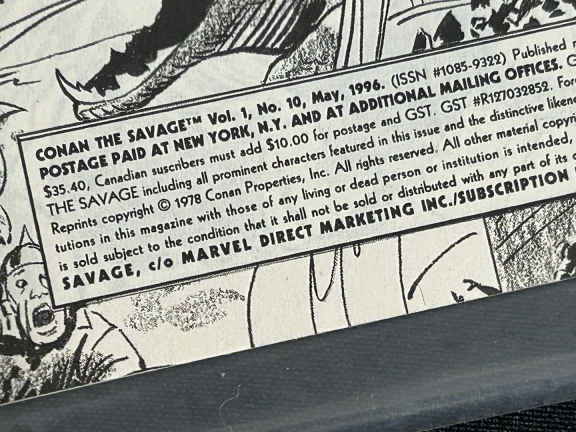 CONAN THE SAVAGE™ Vol. 1, No. 10, May, 1996. (ISSN #1085-9322) Published
POSTAGE PAID AT NEW YORK, N.Y. AND AT ADDITIONAL MAILING OFFICES.
$35.40, Canadian suscribers must add $10.00 for postage and GST. GST #R127032852. For
THE SAVAGE including all prominent characters featured in this issue and the distinctive
Reprints copyright © 1978 Conan Properties, Inc. All rights reserved. All other material
tutions in this magazine with those of any living or dead person or institution is intended,
is sold subject to the condition that it shall not be sold or distributed with any part of its
SAVAGE, c/o MARVEL DIRECT MARKETING INC./SUBSCRIPTION